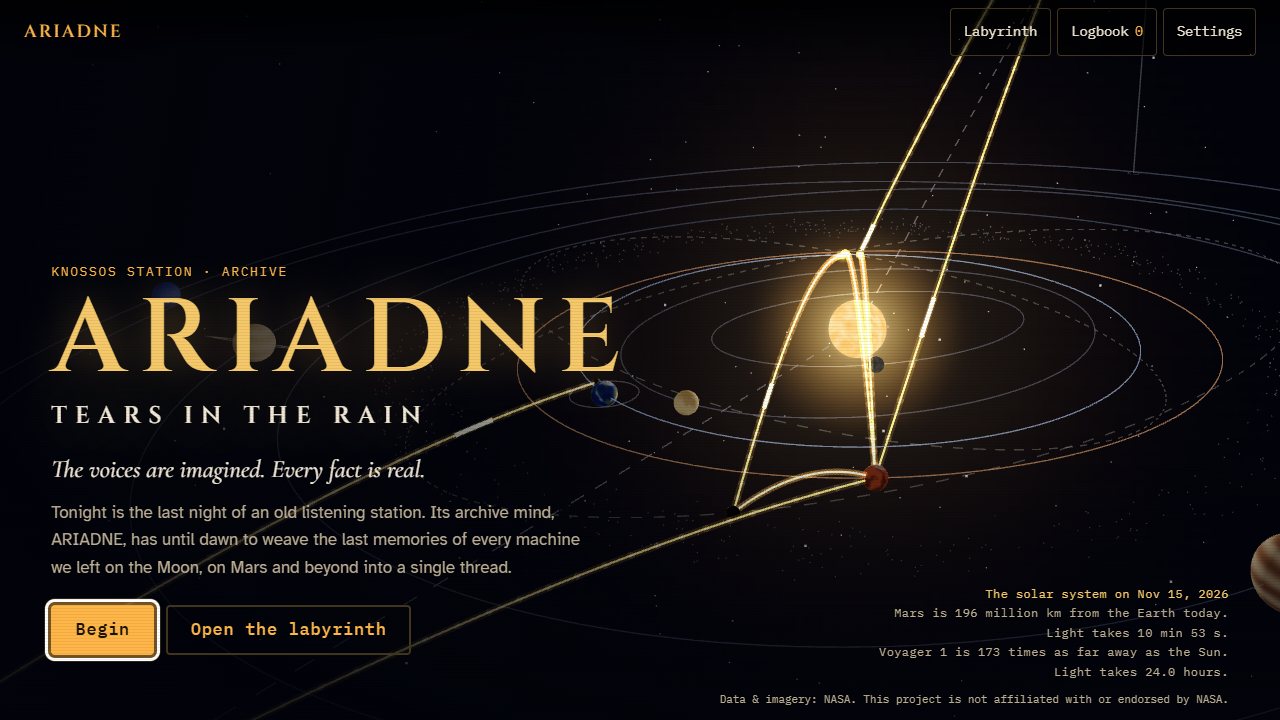 ARIADNE
Labyrinth
Logbook 0
Settings
KNOSSOS STATION · ARCHIVE
ARIADNE
TEARS IN THE RAIN
The voices are imagined. Every fact is real.
Tonight is the last night of an old listening station. Its archive mind,
ARIADNE, has until dawn to weave the last memories of every machine
we left on the Moon, on Mars and beyond into a single thread.
Begin
Open the labyrinth
The solar system on Nov 15, 2026
Mars is 196 million km from the Earth today.
Light takes 10 min 53 s.
Voyager 1 is 173 times as far away as the Sun.
Light takes 24.0 hours.
Data & imagery: NASA. This project is not affiliated with or endorsed by NASA.